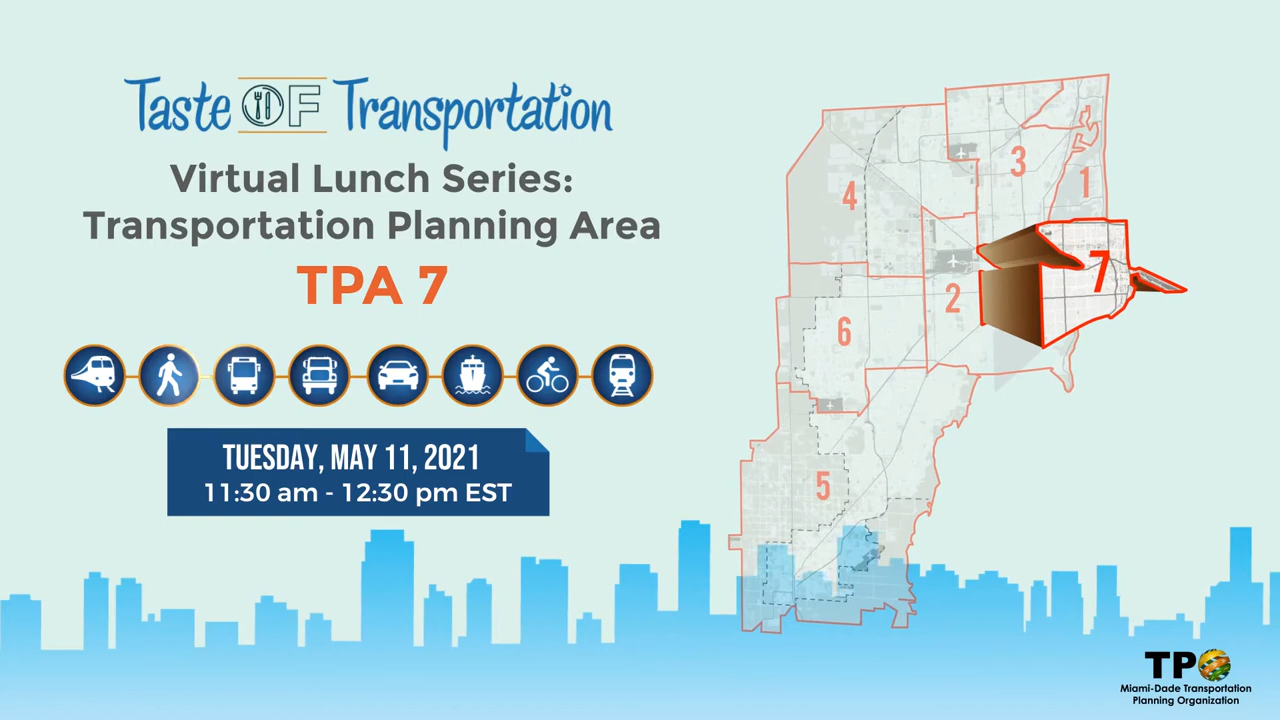 Taste OF Transportation
Virtual Lunch Series:
Transportation Planning Area
TPA 7
TUESDAY, MAY 11, 2021
11:30 am - 12:30 pm EST
3
4
1
7
2
6
5
TPO
Miami-Dade Transportation
Planning Organization